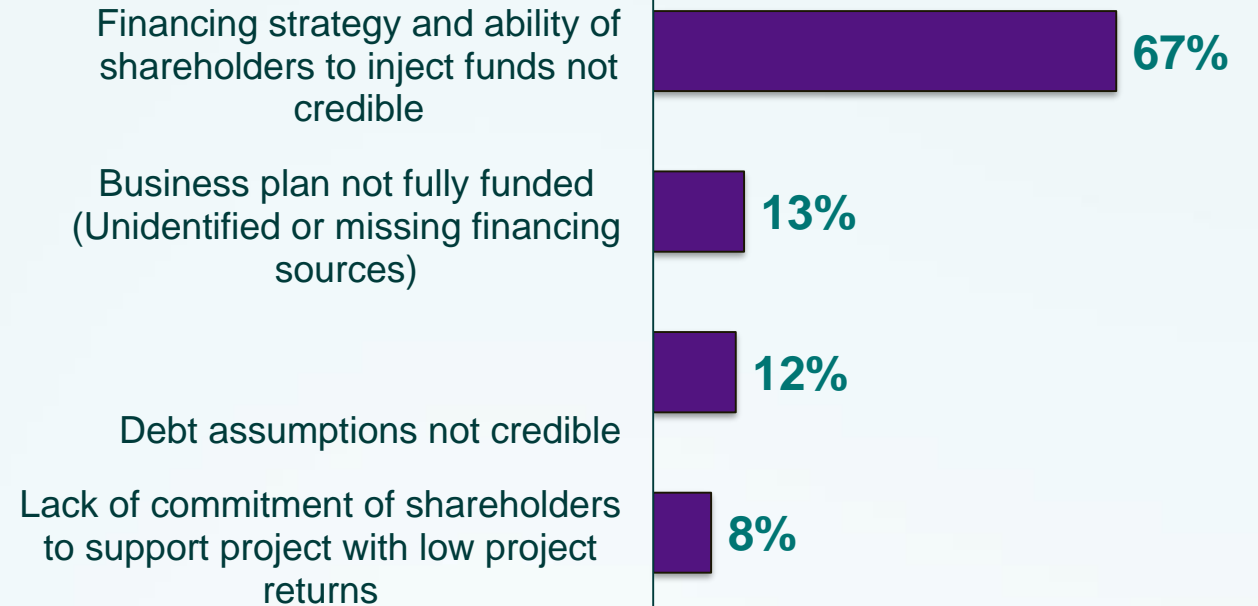 Financing strategy and ability of
shareholders to inject funds not
credible
67%
Business plan not fully funded
(Unidentified or missing financing
sources)
13%
12%
Debt assumptions not credible
Lack of commitment of shareholders
to support project with low project
returns
8%